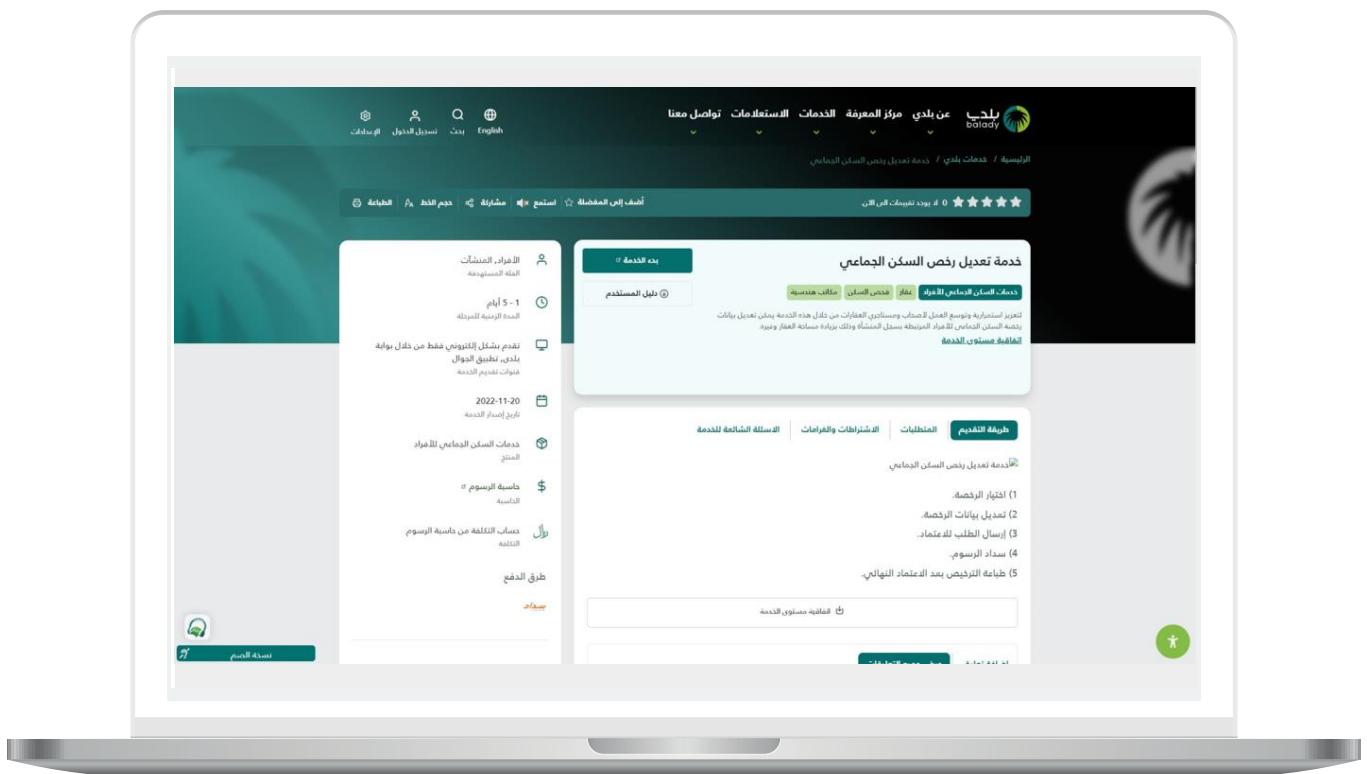 بلدي
balady
عن بلدي
مركز المعرفة
الخدمات
الاستعلامات
تواصل معنا
English
بحث
تسجيل الدخول
الإعدادات
الرئيسية / خدمات بلدي / خدمة تعديل رخص السكن الجماعي
0 لا يوجد تقييمات الى الآن
أضف إلى المفضلة
استمع
مشاركة
حجم الخط
الطباعة
خدمة تعديل رخص السكن الجماعي
بدء الخدمة
دليل المستخدم
خدمات السكن الجماعي للأفراد
عقار
فحص السكن
مكاتب هندسية
لتعزيز استمرارية وتوسع العمل لأصحاب ومستاجري العقارات من خلال هذه الخدمة يمكن تعديل بيانات
رخصة السكن الجماعي للأفراد المرتبطة بسجل المنشأة وذلك بزيادة مساحة العقار وغيره.
اتفاقية مستوى الخدمة
طريقة التقديم
المتطلبات
الاشتراطات والغرامات
الاسئلة الشائعة للخدمة
خدمة تعديل رخص السكن الجماعي
1) اختيار الرخصة.
2) تعديل بيانات الرخصة.
3) إرسال الطلب للاعتماد.
4) سداد الرسوم.
5) طباعة الترخيص بعد الاعتماد النهائي.
اتفاقية مستوى الخدمة
الأفراد, المنشآت
الفئة المستهدفة
1 - 5 أيام
المدة الزمنية للمرحلة
تقدم بشكل إلكتروني فقط من خلال بوابة
بلدي, تطبيق الجوال
قنوات تقديم الخدمة
2022-11-20
تاريخ إصدار الخدمة
خدمات السكن الجماعي للأفراد
المنتج
حاسبة الرسوم
الحاسبة
حساب التكلفة من حاسبة الرسوم
التكلفة
طرق الدفع
سداد
نسخة الصم